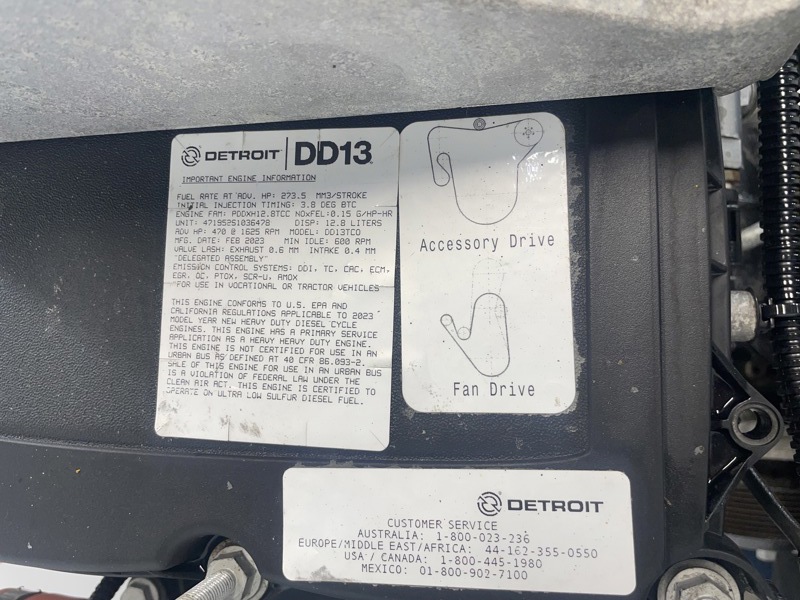 DETROIT DD13
IMPORTANT ENGINE INFORMATION
FUEL RATE AT ADV. HP: 273.5 MM3/STROKE
INITIAL INJECTION TIMING: 3.8 DEG BTC
ENGINE FAM: PDDXH12.8TCC NOXFEL:0.15 G/HP-HR
UNIT: 471952S1036478 DISP: 12.8 LITERS
ADV HP: 470 @ 1625 RPM MODEL: DD13TCO
MFG. DATE: FEB 2023 MIN IDLE: 600 RPM
VALVE LASH: EXHAUST 0.6 MM INTAKE 0.4 MM
"DELEGATED ASSEMBLY"
EMISSION CONTROL SYSTEMS: DDI, TC, CAC, ECM,
EGR, OC, PTOX, SCR-U, AMOX
FOR USE IN VOCATIONAL OR TRACTOR VEHICLES
THIS ENGINE CONFORMS TO U.S. EPA AND
CALIFORNIA REGULATIONS APPLICABLE TO 2023
MODEL YEAR NEW HEAVY DUTY DIESEL CYCLE
ENGINES. THIS ENGINE HAS A PRIMARY SERVICE
APPLICATION AS A HEAVY HEAVY DUTY ENGINE.
THIS ENGINE IS NOT CERTIFIED FOR USE IN AN
URBAN BUS AS DEFINED AT 40 CFR 86.093-2.
SALE OF THIS ENGINE FOR USE IN AN URBAN BUS
IS A VIOLATION OF FEDERAL LAW UNDER THE
CLEAN AIR ACT. THIS ENGINE IS CERTIFIED TO
OPERATE ON ULTRA LOW SULFUR DIESEL FUEL.
Accessory Drive
Fan Drive
DETROIT
CUSTOMER SERVICE
AUSTRALIA: 1-800-023-236
EUROPE/MIDDLE EAST/AFRICA: 44-162-355-0550
USA / CANADA: 1-800-445-1980
MEXICO: 01-800-902-7100